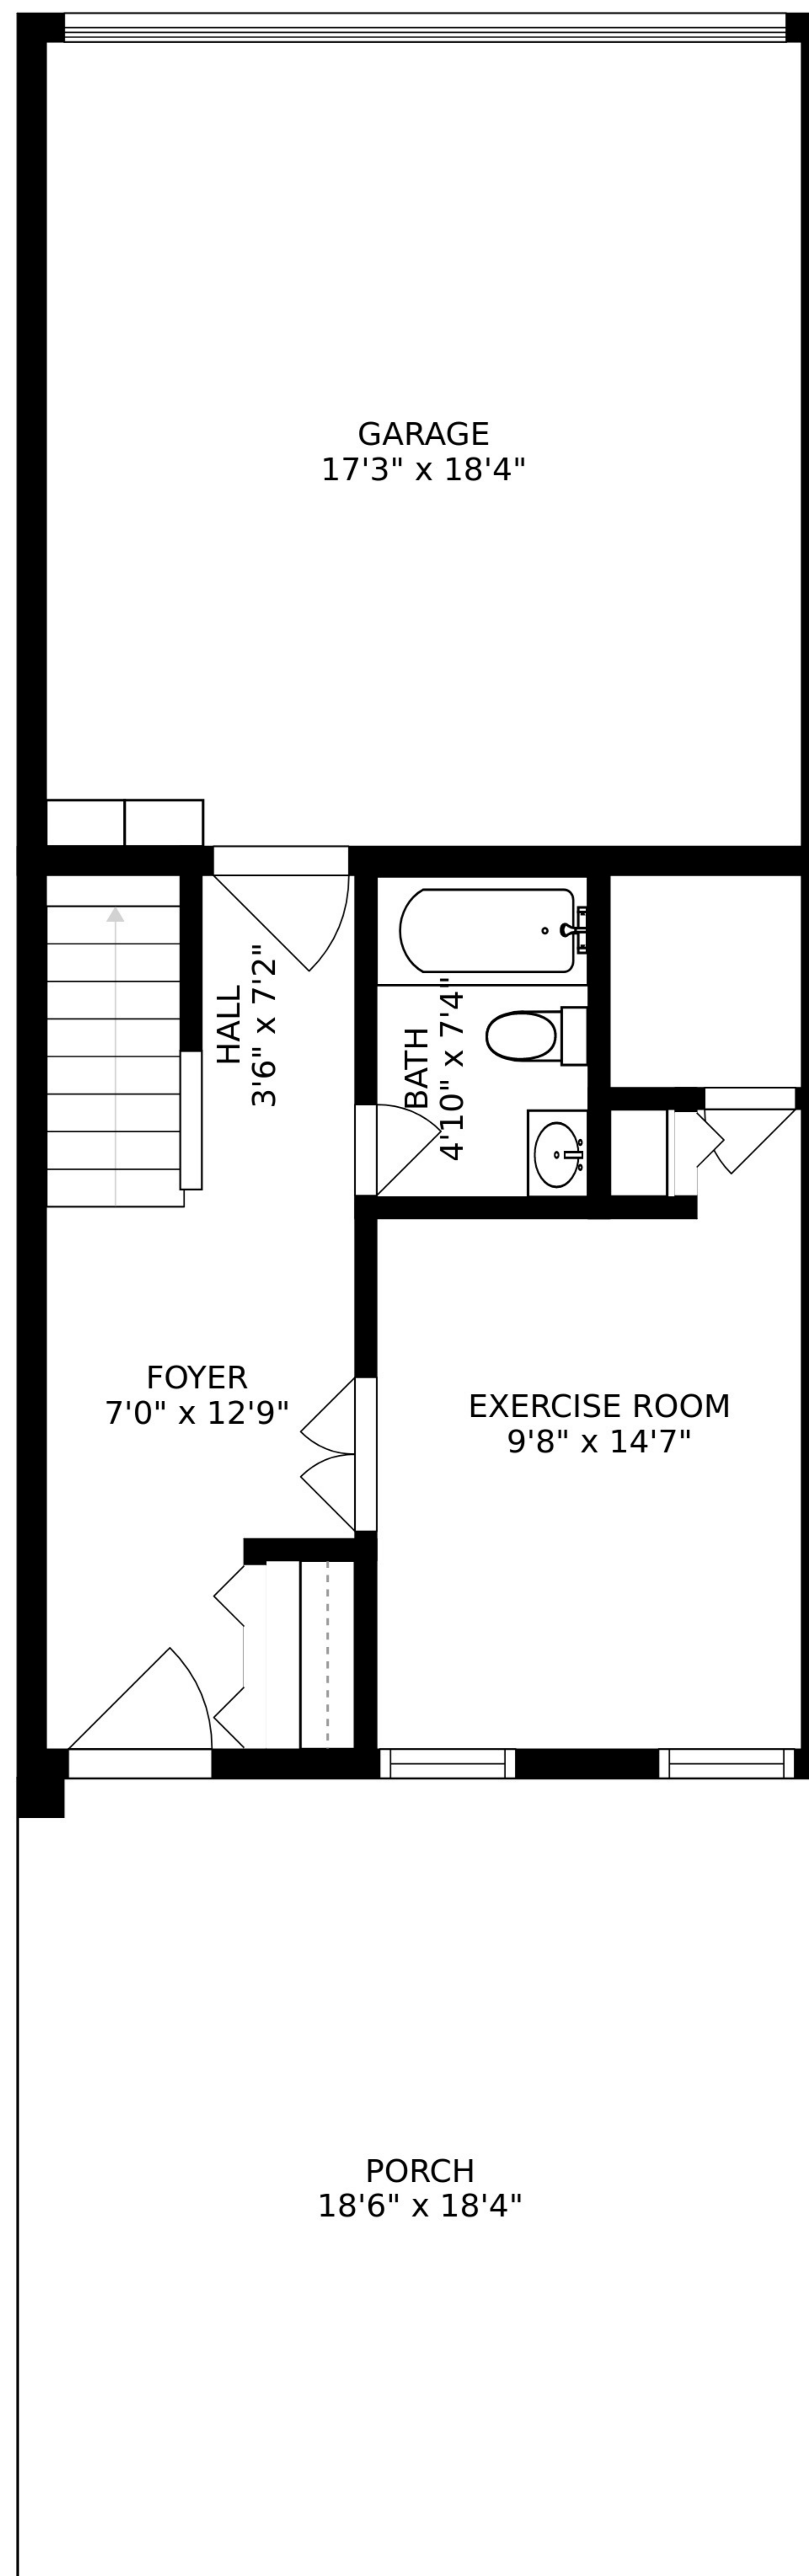 GARAGE
17'3" x 18'4"
HALL
3'6" x 7'2"
BATH
4'10" x 7'4"
FOYER
7'0" x 12'9"
EXERCISE ROOM
9'8" x 14'7"
PORCH
18'6" x 18'4"